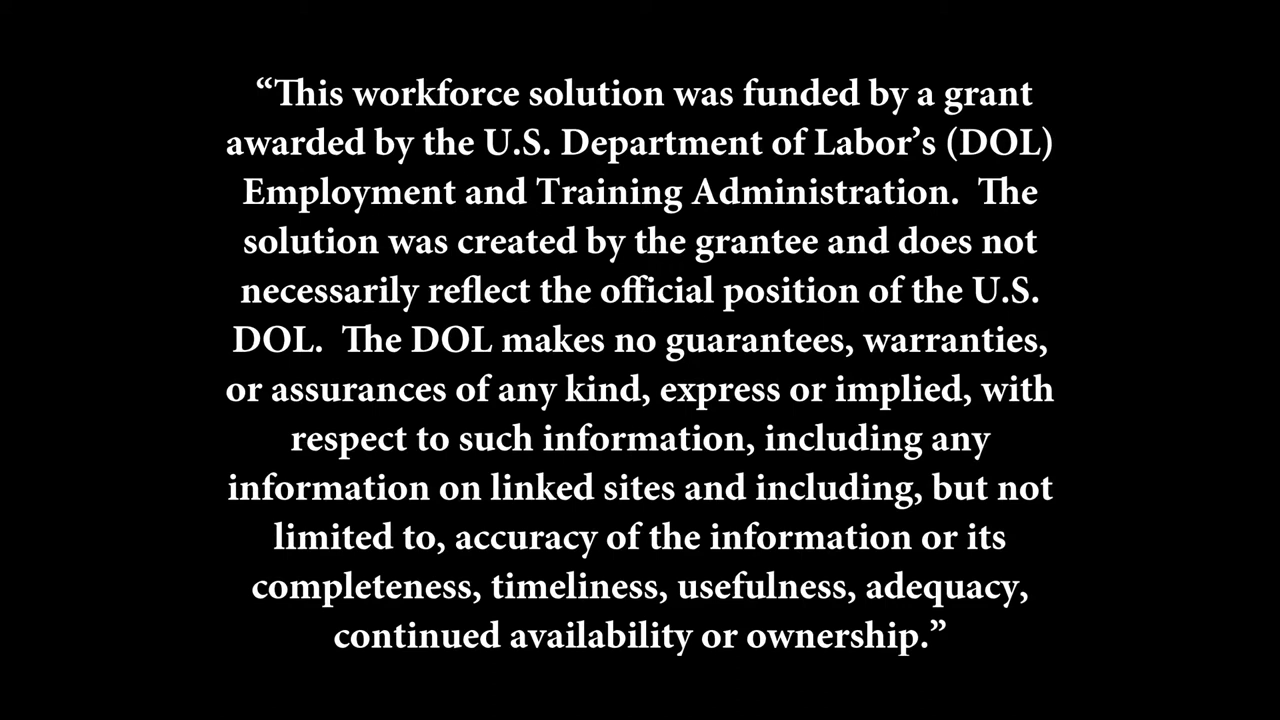 “This workforce solution was funded by a grant
awarded by the U.S. Department of Labor’s (DOL)
Employment and Training Administration.  The
solution was created by the grantee and does not
necessarily reflect the official position of the U.S.
DOL.  The DOL makes no guarantees, warranties,
or assurances of any kind, express or implied, with
respect to such information, including any
information on linked sites and including, but not
limited to, accuracy of the information or its
completeness, timeliness, usefulness, adequacy,
continued availability or ownership.”